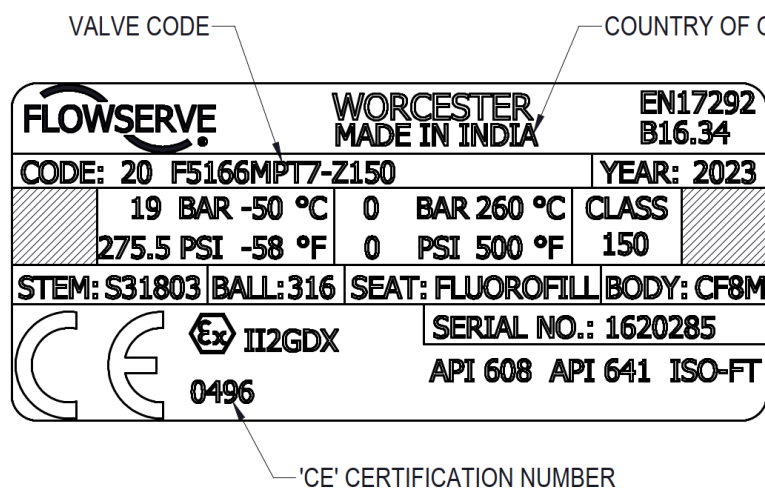 VALVE CODE
COUNTRY OF
FLOWSERVE
WORCESTER
MADE IN INDIA
EN17292
B16.34
CODE: 20 F5166MPT7-Z150
YEAR: 2023
19 BAR -50 °C 0 BAR 260 °C CLASS
275.5 PSI -58 °F 0 PSI 500 °F 150
STEM: S31803 BALL: 316 SEAT: FLUOROFILL BODY: CF8M
CE Ex II2GDX
SERIAL NO.: 1620285
0496
API 608 API 641 ISO-FT
'CE' CERTIFICATION NUMBER